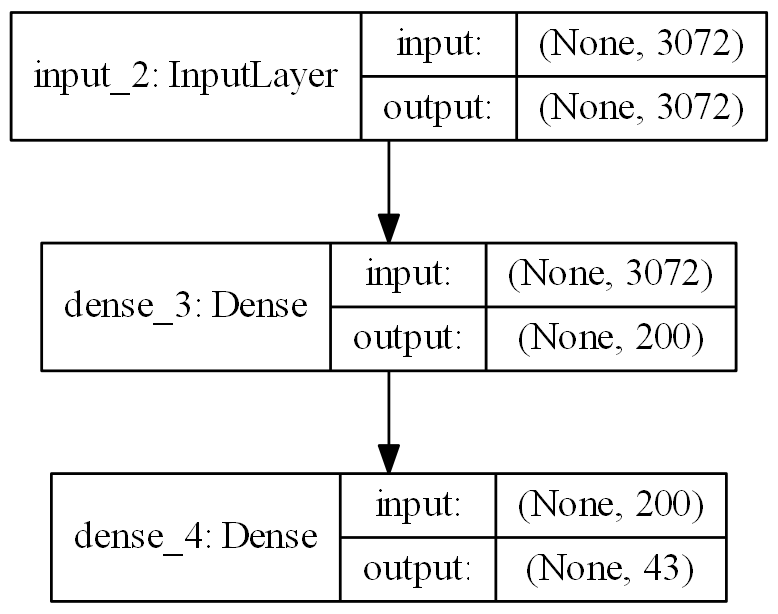 input_2: InputLayer
input: (None, 3072)
output: (None, 3072)
dense_3: Dense
input: (None, 3072)
output: (None, 200)
dense_4: Dense
input: (None, 200)
output: (None, 43)